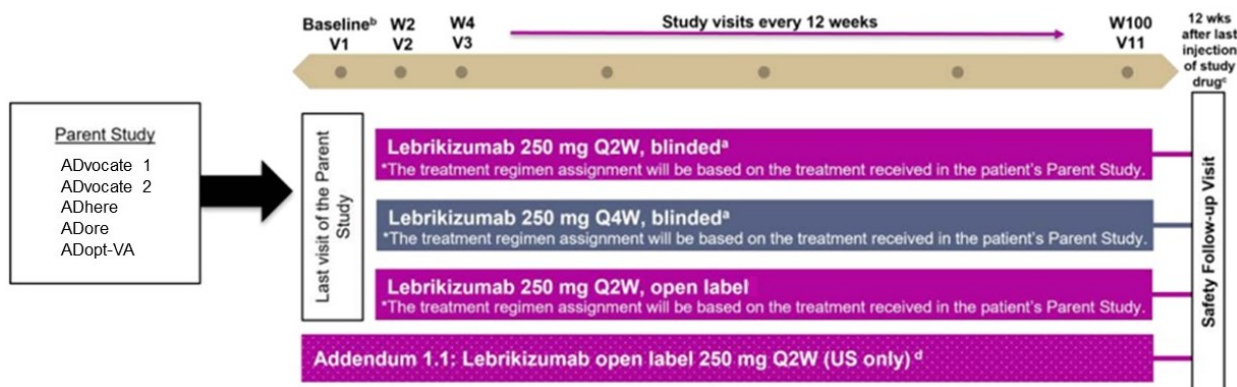 Baselineᵇ
V1
W2
V2
W4
V3
Study visits every 12 weeks
W100
V11
12 wks
after last
injection
of study
drugᶜ
Parent Study
ADvocate 1
ADvocate 2
ADhere
ADore
ADopt-VA
Last visit of the Parent
Study
Lebrikizumab 250 mg Q2W, blindedᵃ
*The treatment regimen assignment will be based on the treatment received in the patient's Parent Study.
Lebrikizumab 250 mg Q4W, blindedᵃ
*The treatment regimen assignment will be based on the treatment received in the patient's Parent Study.
Lebrikizumab 250 mg Q2W, open label
*The treatment regimen assignment will be based on the treatment received in the patient's Parent Study.
Addendum 1.1: Lebrikizumab open label 250 mg Q2W (US only) ᵈ
Safety Follow-up Visit